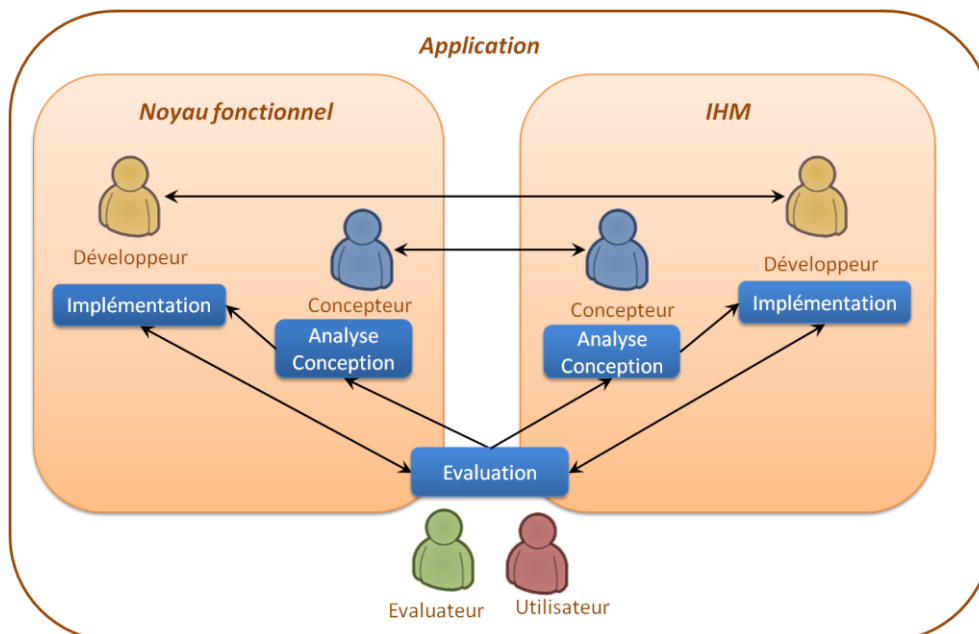 Application
Noyau fonctionnel
IHM
Développeur
Concepteur
Implémentation
Analyse
Conception
Concepteur
Développeur
Analyse
Conception
Implémentation
Evaluation
Evaluateur
Utilisateur